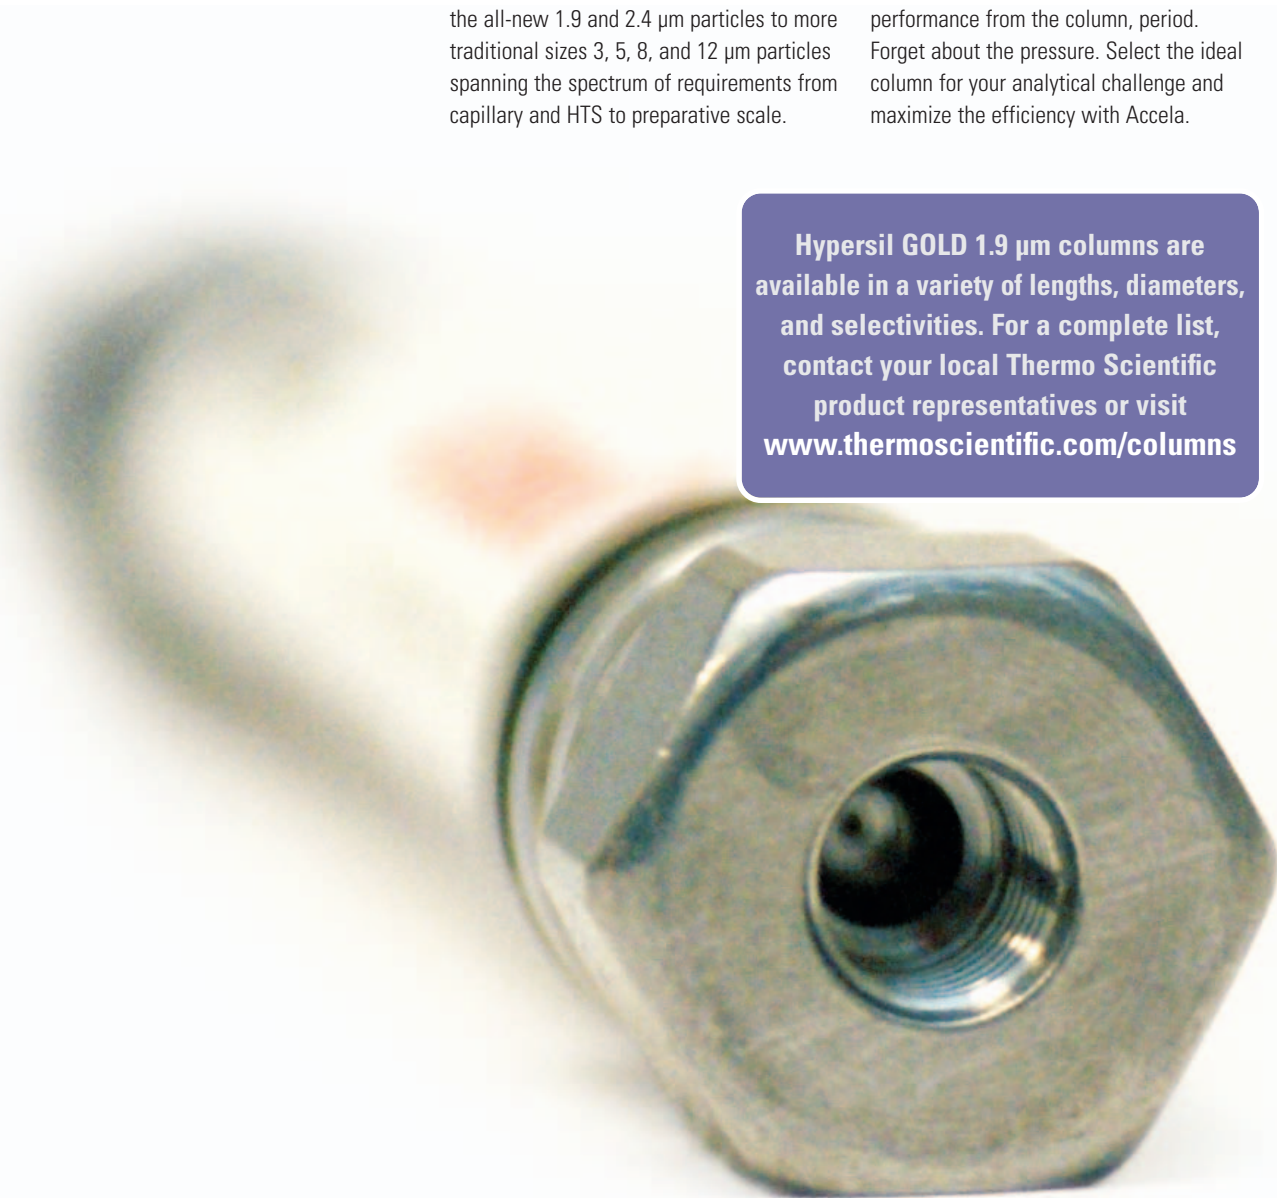 the all-new 1.9 and 2.4 µm particles to more
traditional sizes 3, 5, 8, and 12 µm particles
spanning the spectrum of requirements from
capillary and HTS to preparative scale.
performance from the column, period.
Forget about the pressure. Select the ideal
column for your analytical challenge and
maximize the efficiency with Accela.
Hypersil GOLD 1.9 µm columns are
available in a variety of lengths, diameters,
and selectivities. For a complete list,
contact your local Thermo Scientific
product representatives or visit
www.thermoscientific.com/columns